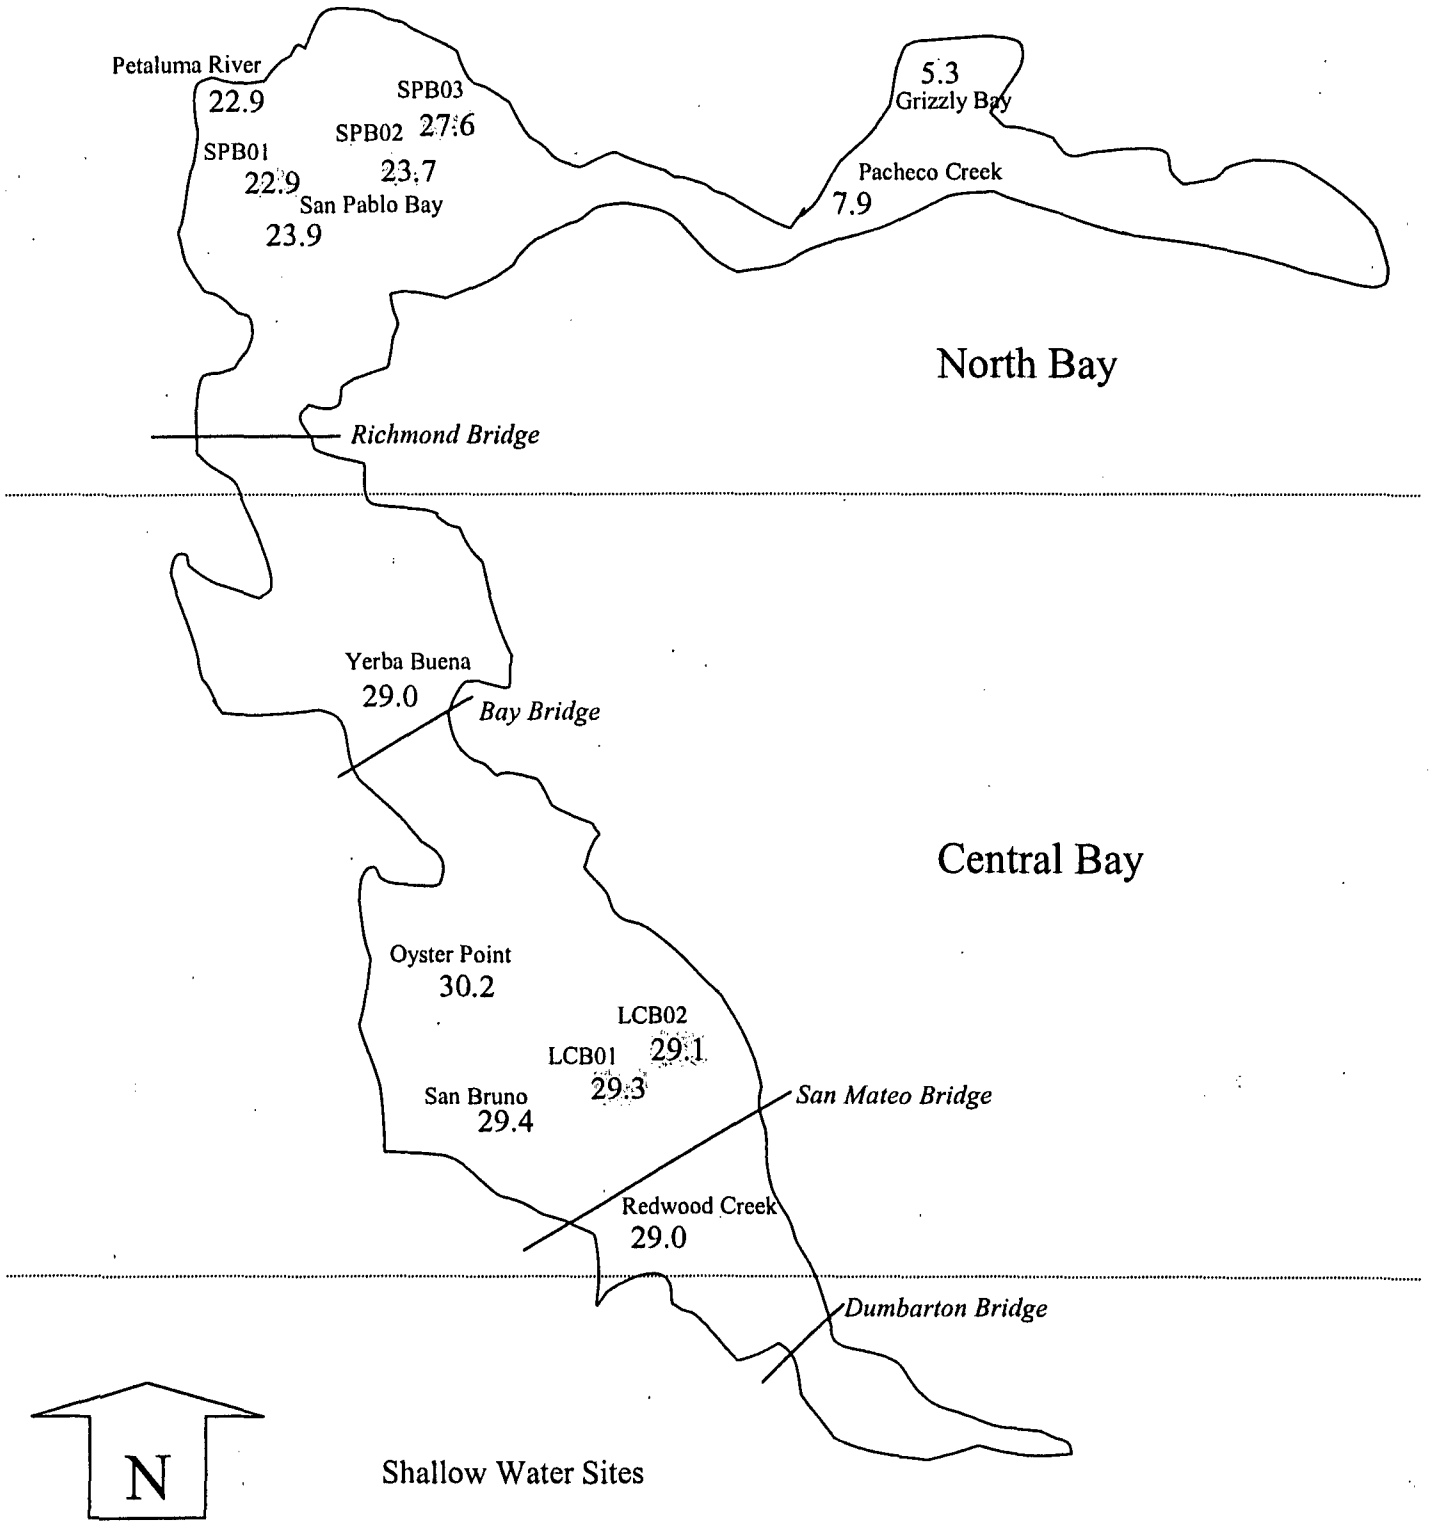 Petaluma River
22.9
SPB03
27.6
SPB02
23.7
SPB01
22.9
San Pablo Bay
23.9
5.3
Grizzly Bay
Pacheco Creek
7.9
North Bay
Richmond Bridge
Yerba Buena
29.0
Bay Bridge
Central Bay
Oyster Point
30.2
LCB02
29.1
LCB01
29.3
San Bruno
29.4
San Mateo Bridge
Redwood Creek
29.0
Dumbarton Bridge
N
Shallow Water Sites